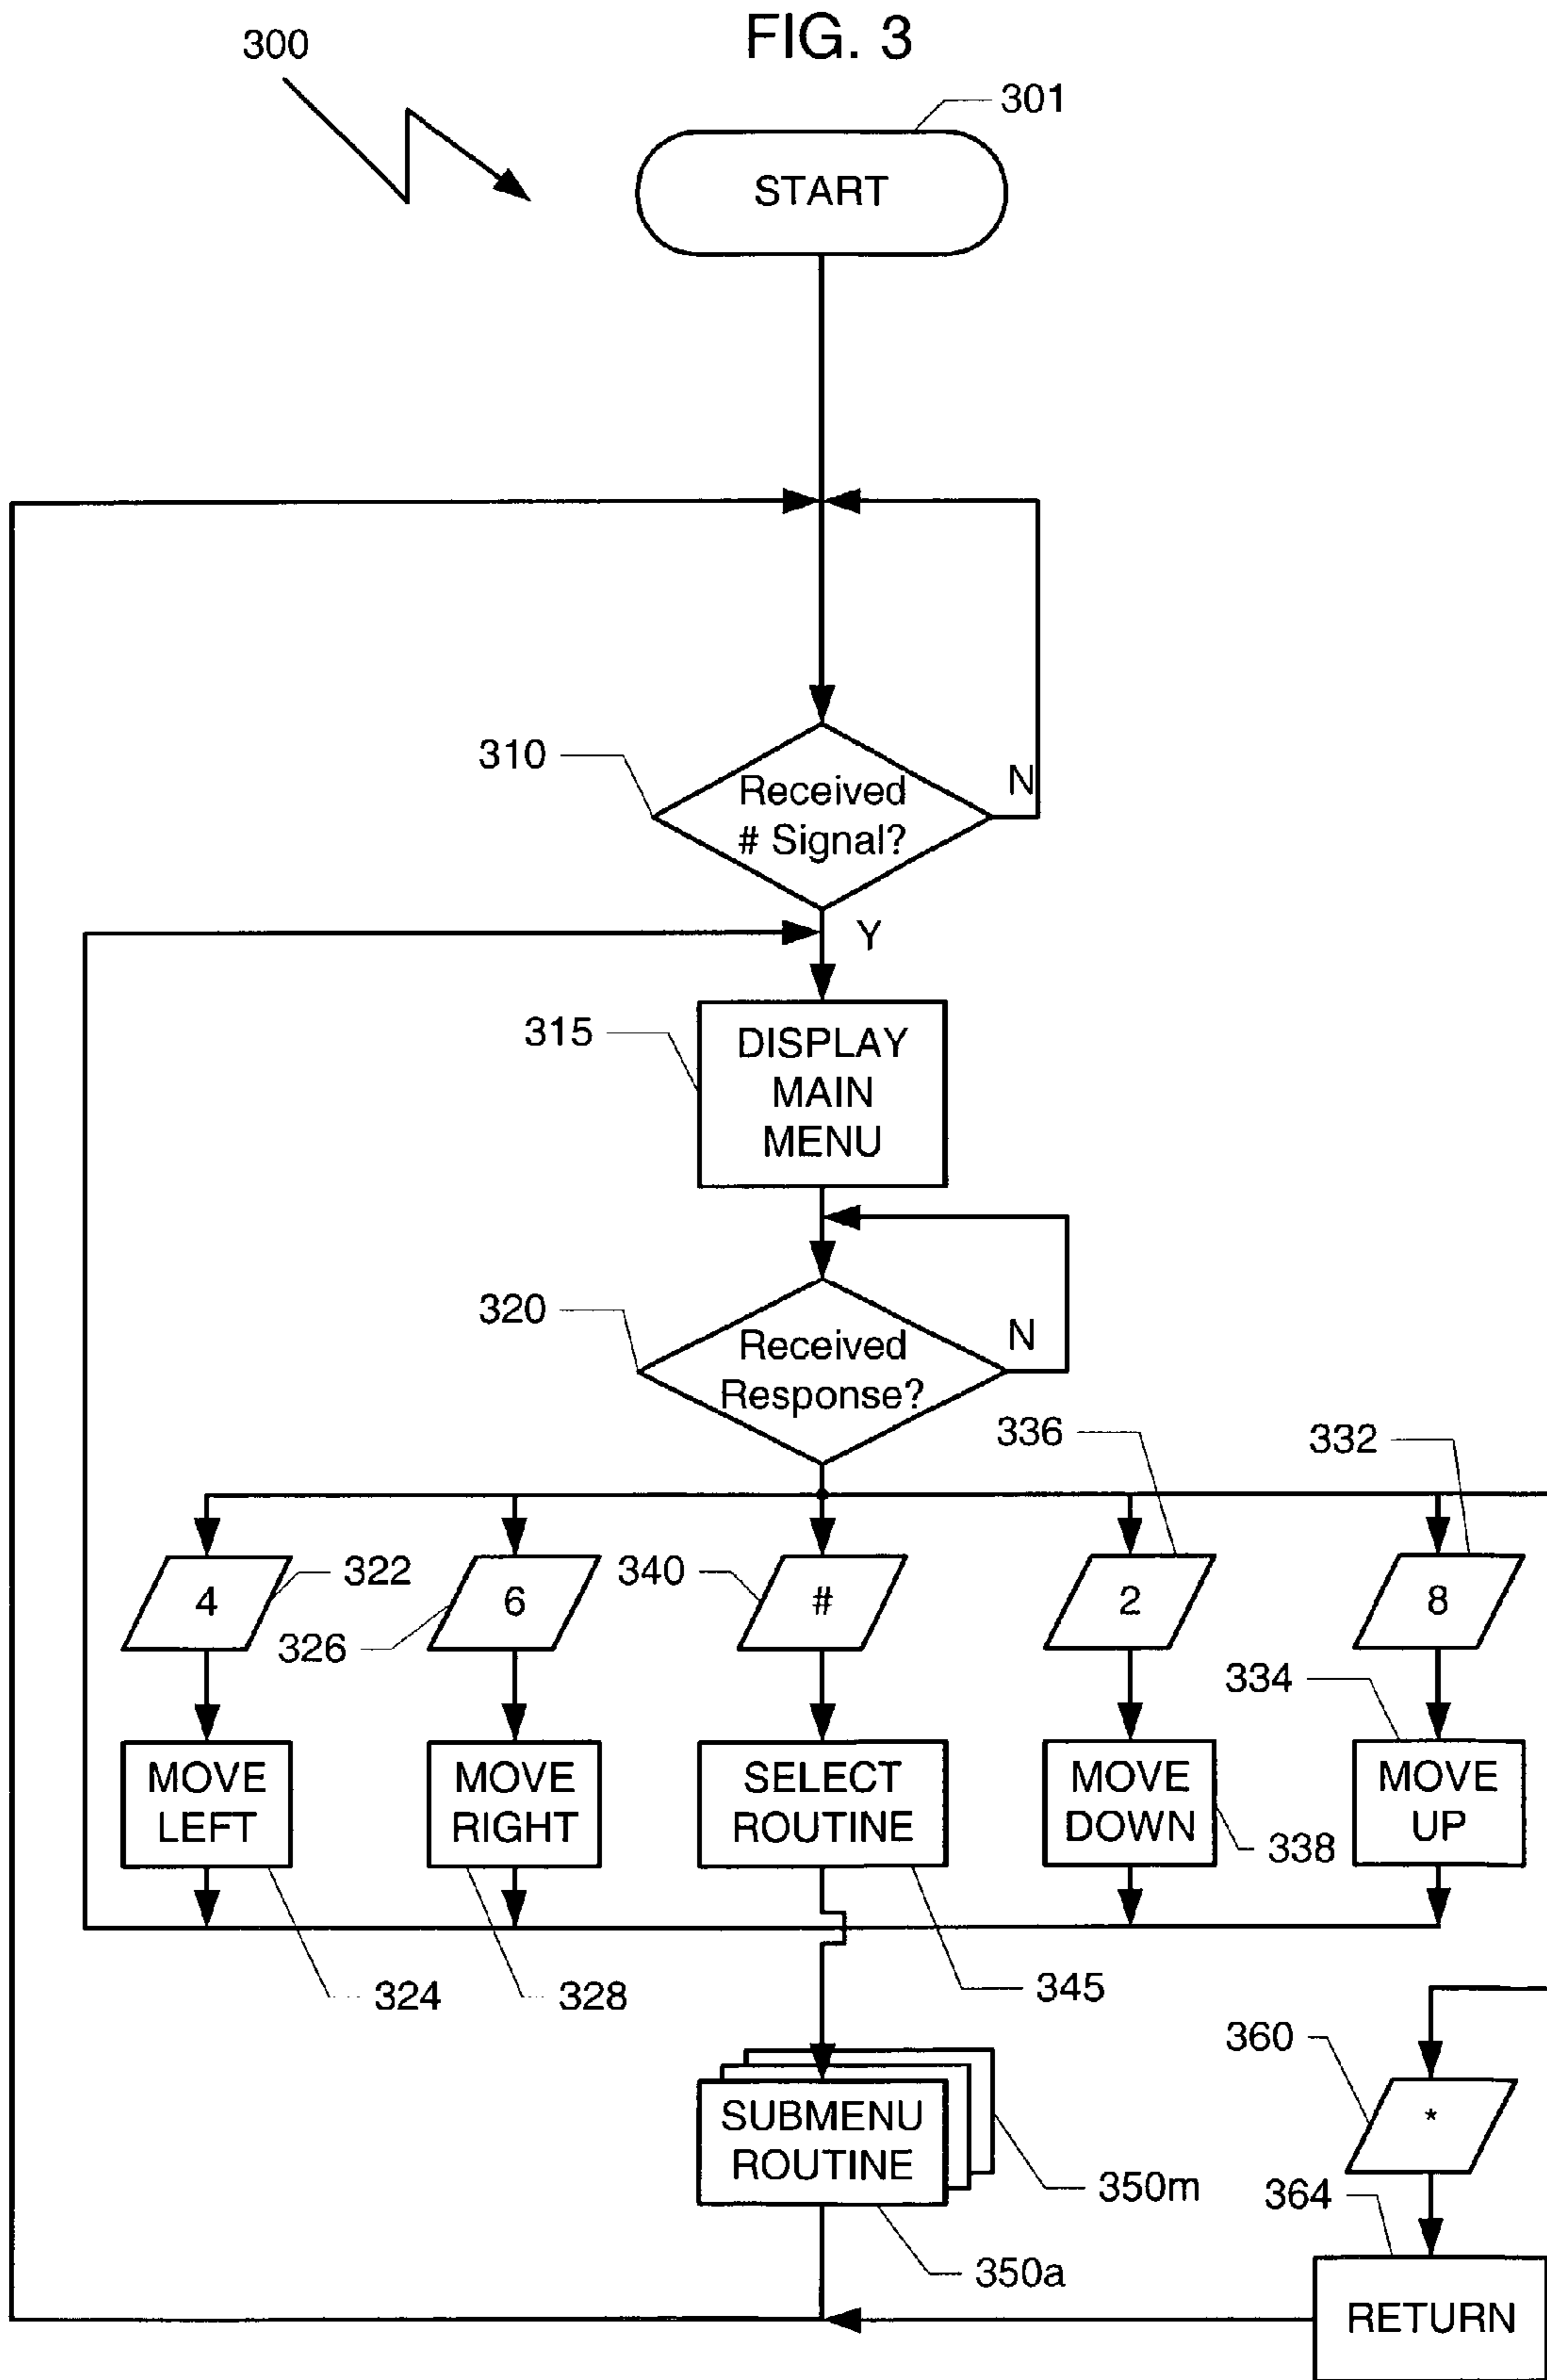 FIG. 3
300
301
START
310
Received
# Signal?
N
Y
315
DISPLAY
MAIN
MENU
320
Received
Response?
N
336
332
4
322
326
6
340
#
2
8
334
MOVE
LEFT
MOVE
RIGHT
SELECT
ROUTINE
MOVE
DOWN
338
MOVE
UP
324
328
345
360
*
SUBMENU
ROUTINE
350m
364
350a
RETURN